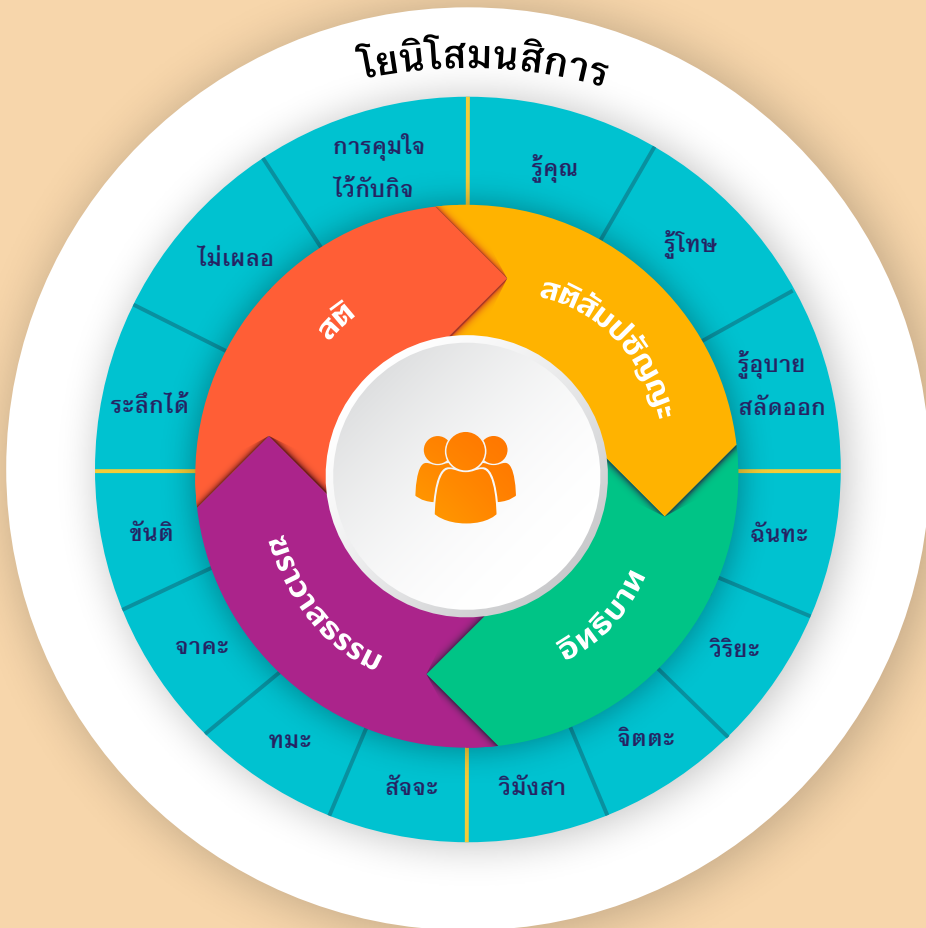 โยนิโสมนสิการ
การคุมใจ
ไว้กับกิจ
รู้คุณ
รู้โทษ
รู้อุบาย
สลัดออก
ฉันทะ
วิริยะ
จิตตะ
วิมังสา
สัจจะ
ทมะ
จาคะ
ขันติ
ระลึกได้
ไม่เผลอ
สติ
สติสัมปชัญญะ
อิทธิบาท
ฆราวาสธรรม